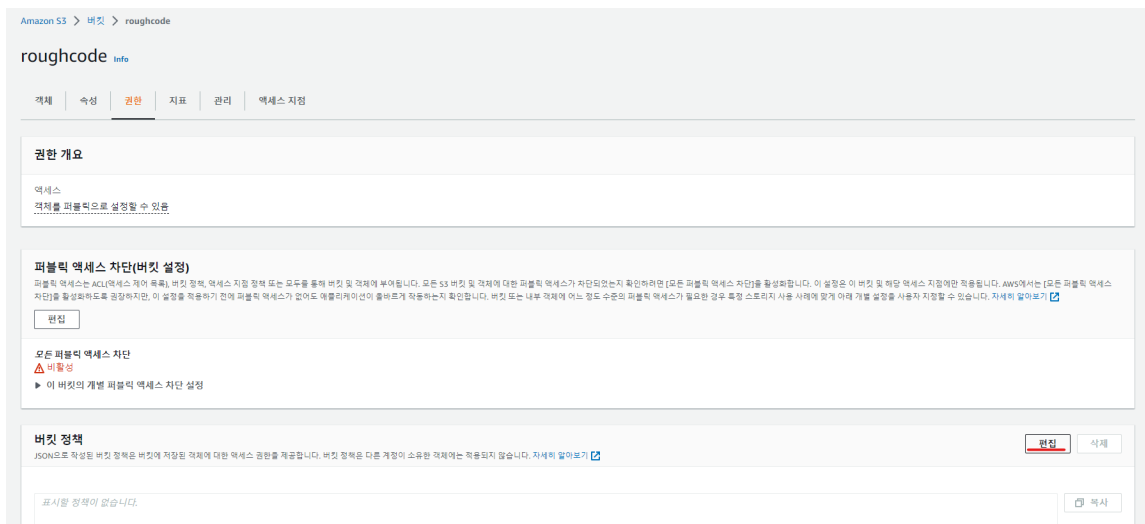 Amazon S3 > 버킷 > roughcode
roughcode Info
객체 속성 권한 지표 관리 액세스 지점
권한 개요
액세스
객체를 퍼블릭으로 설정할 수 있음
퍼블릭 액세스 차단(버킷 설정)
퍼블릭 액세스는 ACL(액세스 제어 목록), 버킷 정책, 액세스 지점 정책 또는 모두를 통해 버킷 및 객체에 부여됩니다. 모든 S3 버킷 및 객체에 대한 퍼블릭 액세스가 차단되었는지 확인하려면 [모든 퍼블릭 액세스 차단]을 활성화합니다. 이 설정은 이 버킷 및 해당 액세스 지점에만 적용됩니다. AWS에서는 [모든 퍼블릭 액세스
차단]을 활성화하도록 권장하지만, 이 설정을 적용하기 전에 퍼블릭 액세스가 없어도 애플리케이션이 올바르게 작동하는지 확인합니다. 버킷 또는 내부 객체에 어느 정도 수준의 퍼블릭 액세스가 필요한 경우 특정 스토리지 사용 사례에 맞게 아래 개별 설정을 사용자 지정할 수 있습니다. 자세히 알아보기
편집
모든 퍼블릭 액세스 차단
비활성
이 버킷의 개별 퍼블릭 액세스 차단 설정
버킷 정책
편집 삭제
JSON으로 작성된 버킷 정책은 버킷에 저장된 객체에 대한 액세스 권한을 제공합니다. 버킷 정책은 다른 계정이 소유한 객체에는 적용되지 않습니다. 자세히 알아보기
표시할 정책이 없습니다.
복사